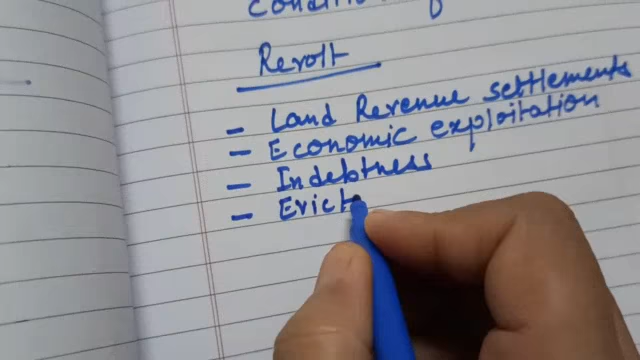 Revolt
- Land Revenue settlements
- Economic exploitation
- Indebtness
- Evict